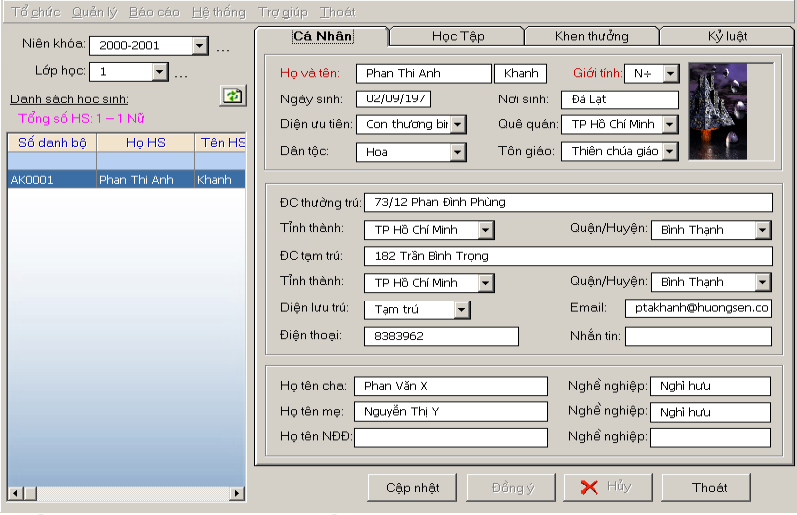 Tổ chức Quản lý Báo cáo Hệ thống Trợ giúp Thoát
Niên khóa: 2000-2001 ...
Lớp học: 1 ...
Danh sách học sinh:
Tổng số HS: 1 – 1 Nữ
Số danh bộ Họ HS Tên HS
AK0001 Phan Thi Anh Khanh
Cá Nhân Học Tập Khen thưởng Kỷ luật
Họ và tên: Phan Thi Anh Khanh Giới tính: N÷
Ngày sinh: 02/09/197 Nơi sinh: Đà Lạt
Diện ưu tiên: Con thương bir Quê quán: TP Hồ Chí Minh
Dân tộc: Hoa Tôn giáo: Thiên chúa giáo
ĐC thường trú: 73/12 Phan Đình Phùng
Tỉnh thành: TP Hồ Chí Minh Quận/Huyện: Bình Thạnh
ĐC tạm trú: 182 Trần Bình Trọng
Tỉnh thành: TP Hồ Chí Minh Quận/Huyện: Bình Thạnh
Diện lưu trú: Tạm trú Email: ptakhanh@huongsen.co
Điện thoại: 8383962 Nhắn tin:
Họ tên cha: Phan Văn X Nghề nghiệp: Nghỉ hưu
Họ tên mẹ: Nguyễn Thị Y Nghề nghiệp: Nghỉ hưu
Họ tên NĐĐ: Nghề nghiệp:
Cập nhật Đồng ý Hủy Thoát